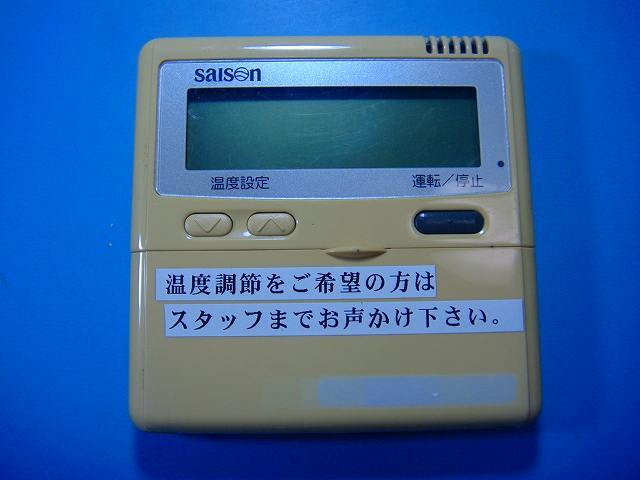 saison
温度設定
運転／停止
温度調節をご希望の方は
スタッフまでお声かけ下さい。